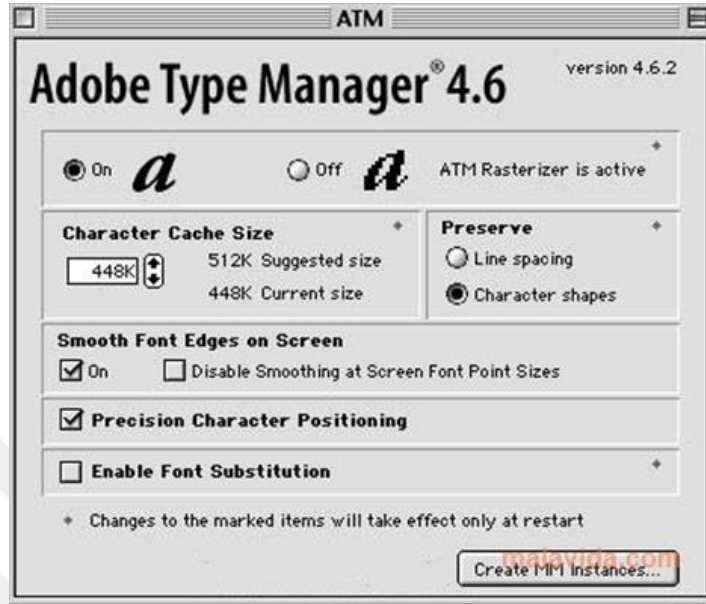 ATM
Adobe Type Manager®4.6
version 4.6.2
On a Off a ATM Rasterizer is active
Character Cache Size
448K
512K Suggested size
448K Current size
Preserve
Line spacing
Character shapes
Smooth Font Edges on Screen
On Disable Smoothing at Screen Font Point Sizes
Precision Character Positioning
Enable Font Substitution
Changes to the marked items will take effect only at restart
malavida.com
Create MM Instances...